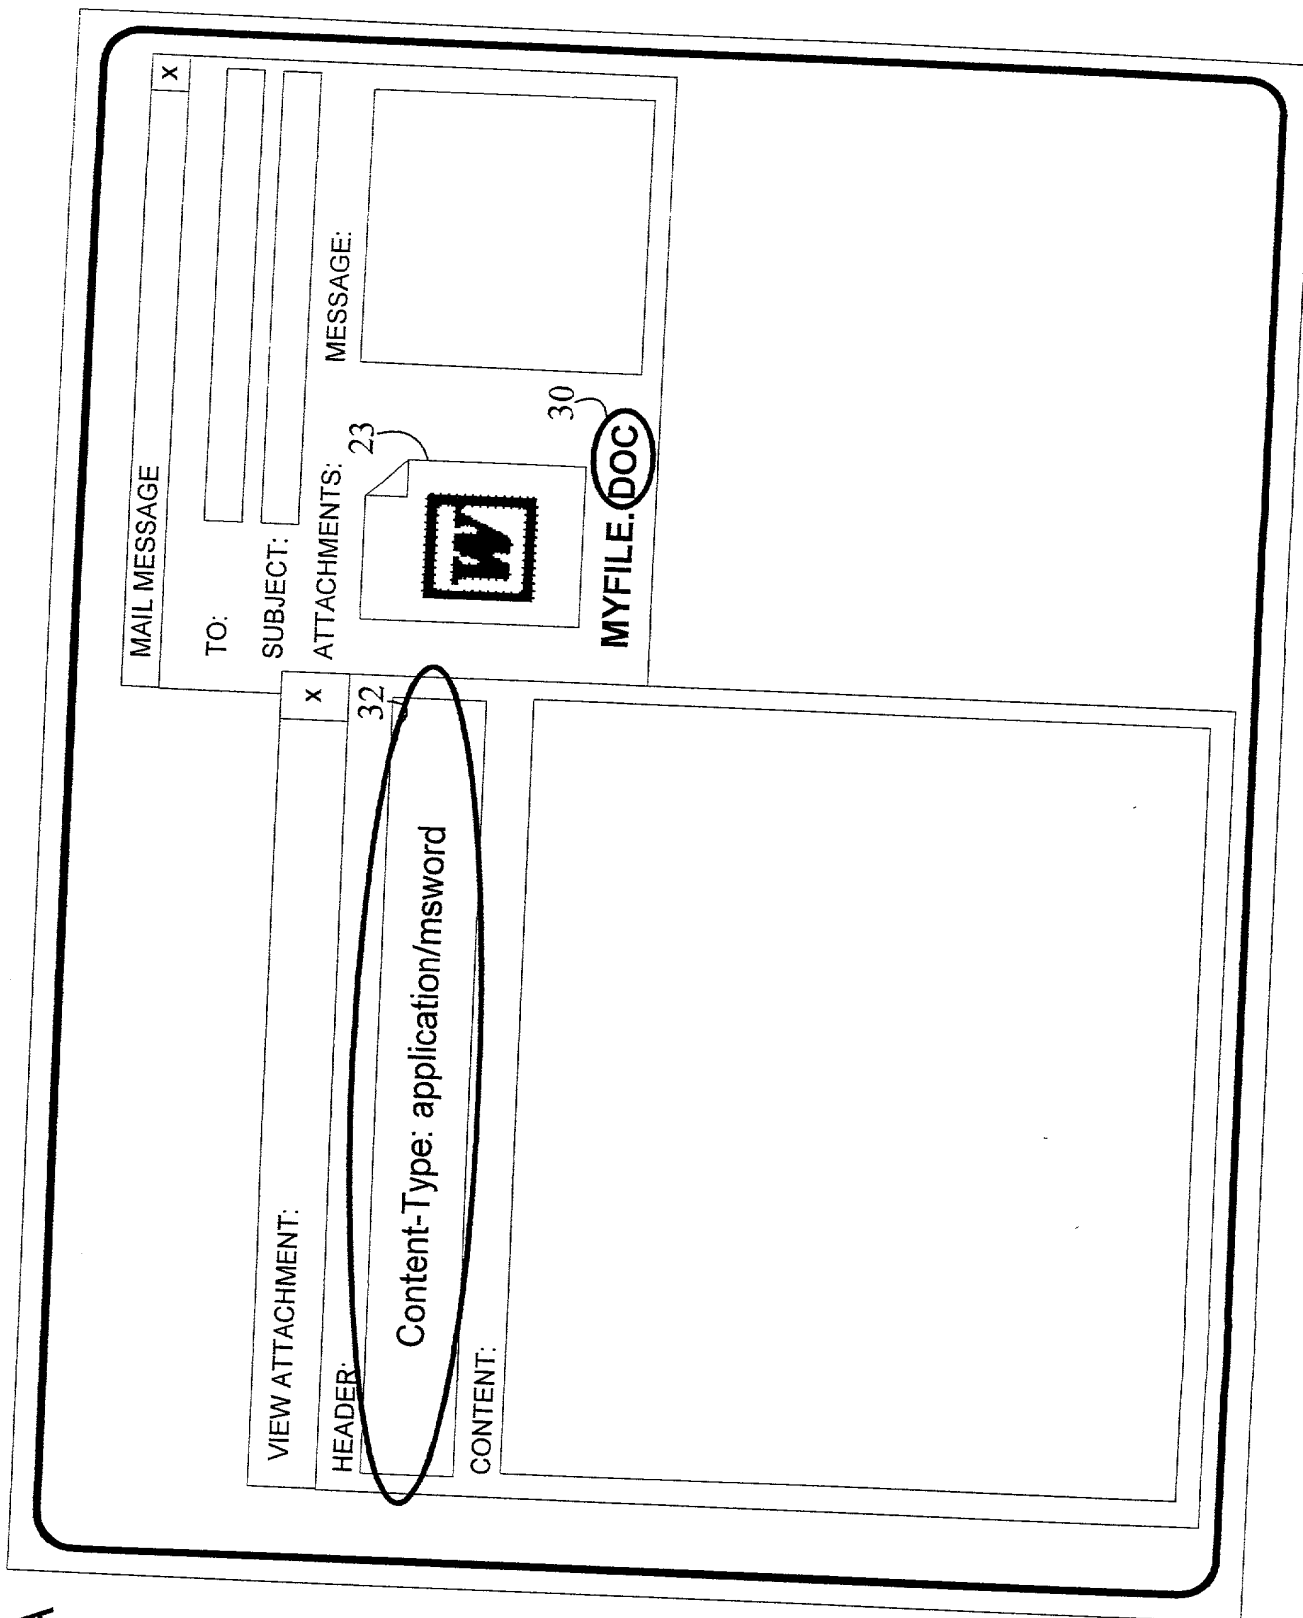 MAIL MESSAGE
X
TO:
SUBJECT:
ATTACHMENTS:
MESSAGE:
23
W
MYFILE.DOC
30
VIEW ATTACHMENT:
X
HEADER:
32
Content-Type: application/msword
CONTENT: